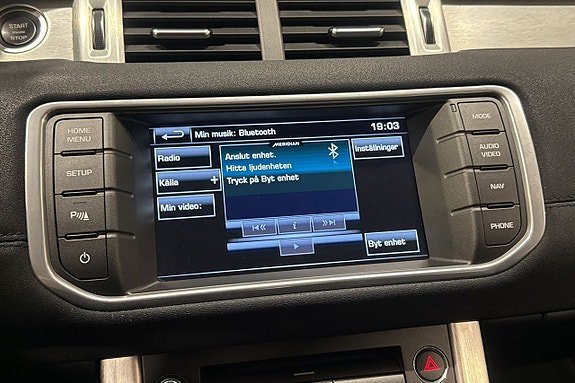 START
ENGINE
STOP
HOME
MENU
SETUP
P
MODE
AUDIO
VIDEO
NAV
PHONE
Min musik: Bluetooth
19:03
MERIDIAN
Radio
Källa +
Min video:
Anslut enhet.
Hitta ljudenheten
Tryck på Byt enhet
Inställningar
i
Byt enhet